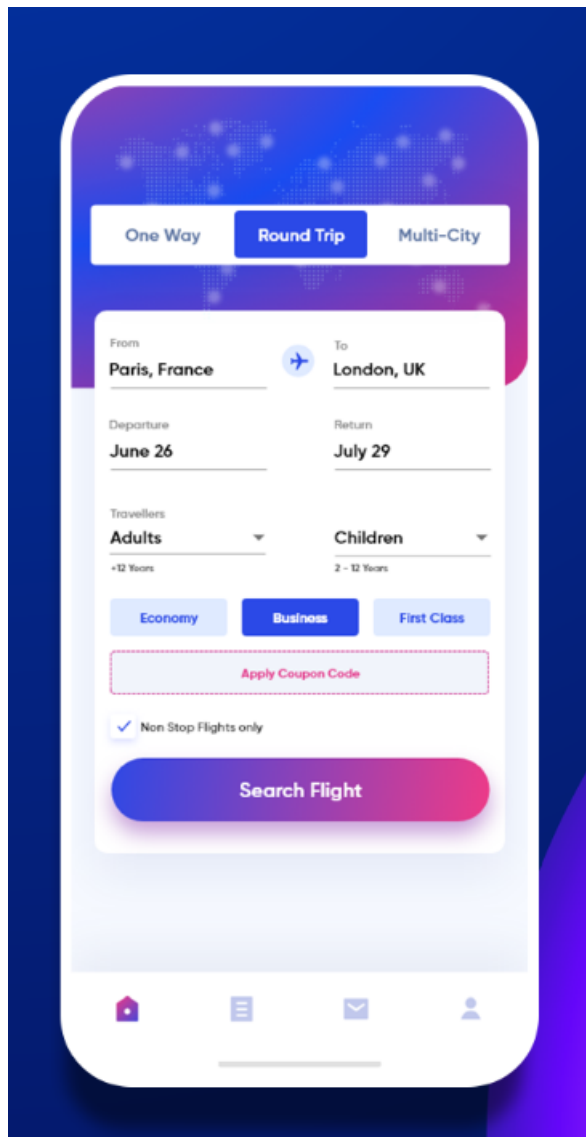 One Way Round Trip Multi-City
From To
Paris, France London, UK
Departure Return
June 26 July 29
Travellers
Adults Children
+12 Years 2 - 12 Years
Economy Business First Class
Apply Coupon Code
Non Stop Flights only
Search Flight